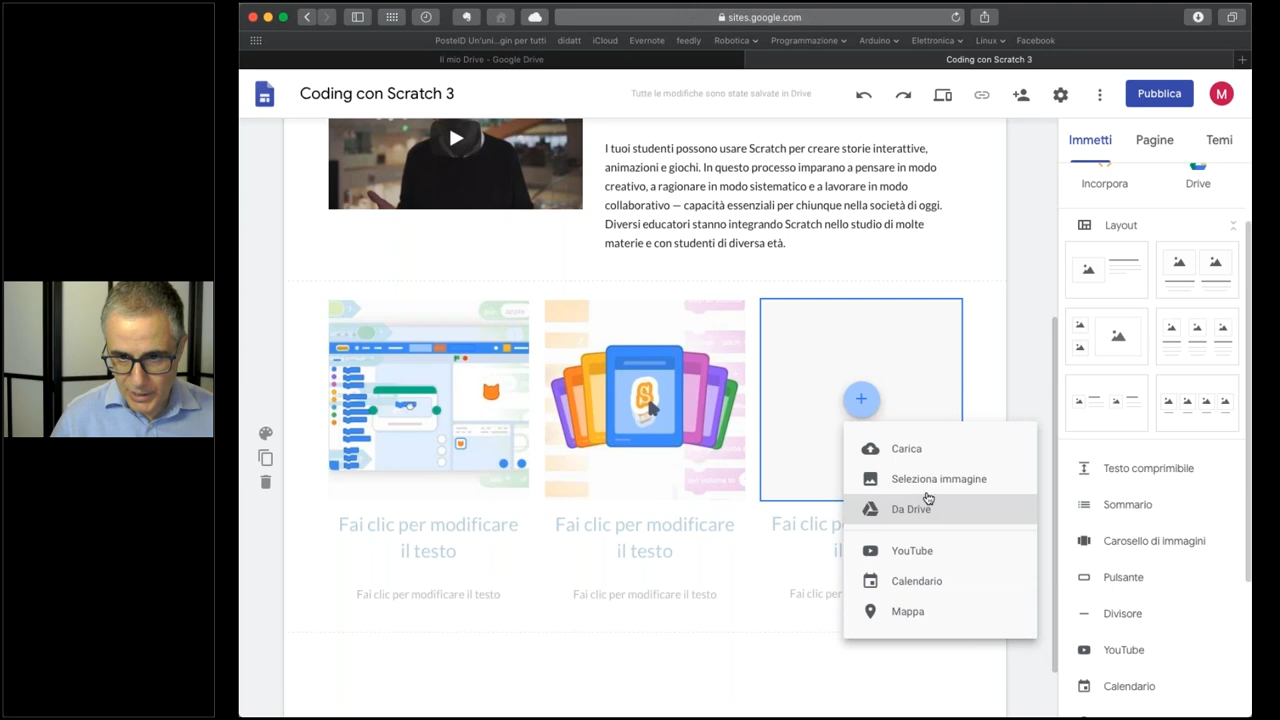 sites.google.com
PosteID Un'uni...gin per tutti didatt iCloud Evernote feedly Robotica Programmazione Arduino Elettronica Linux Facebook
Il mio Drive - Google Drive
Coding con Scratch 3
Coding con Scratch 3
Tutte le modifiche sono state salvate in Drive
Pubblica
M
Immetti
Pagine
Temi
I tuoi studenti possono usare Scratch per creare storie interattive,
animazioni e giochi. In questo processo imparano a pensare in modo
creativo, a ragionare in modo sistematico e a lavorare in modo
collaborativo — capacità essenziali per chiunque nella società di oggi.
Diversi educatori stanno integrando Scratch nello studio di molte
materie e con studenti di diversa età.
Fai clic per modificare
il testo
Fai clic per modificare il testo
Fai clic per modificare
il testo
Fai clic per modificare il testo
Fai clic p
il
Fai clic per
Carica
Seleziona immagine
Da Drive
YouTube
Calendario
Mappa
Incorpora
Drive
Layout
Testo comprimibile
Sommario
Carosello di immagini
Pulsante
Divisore
YouTube
Calendario